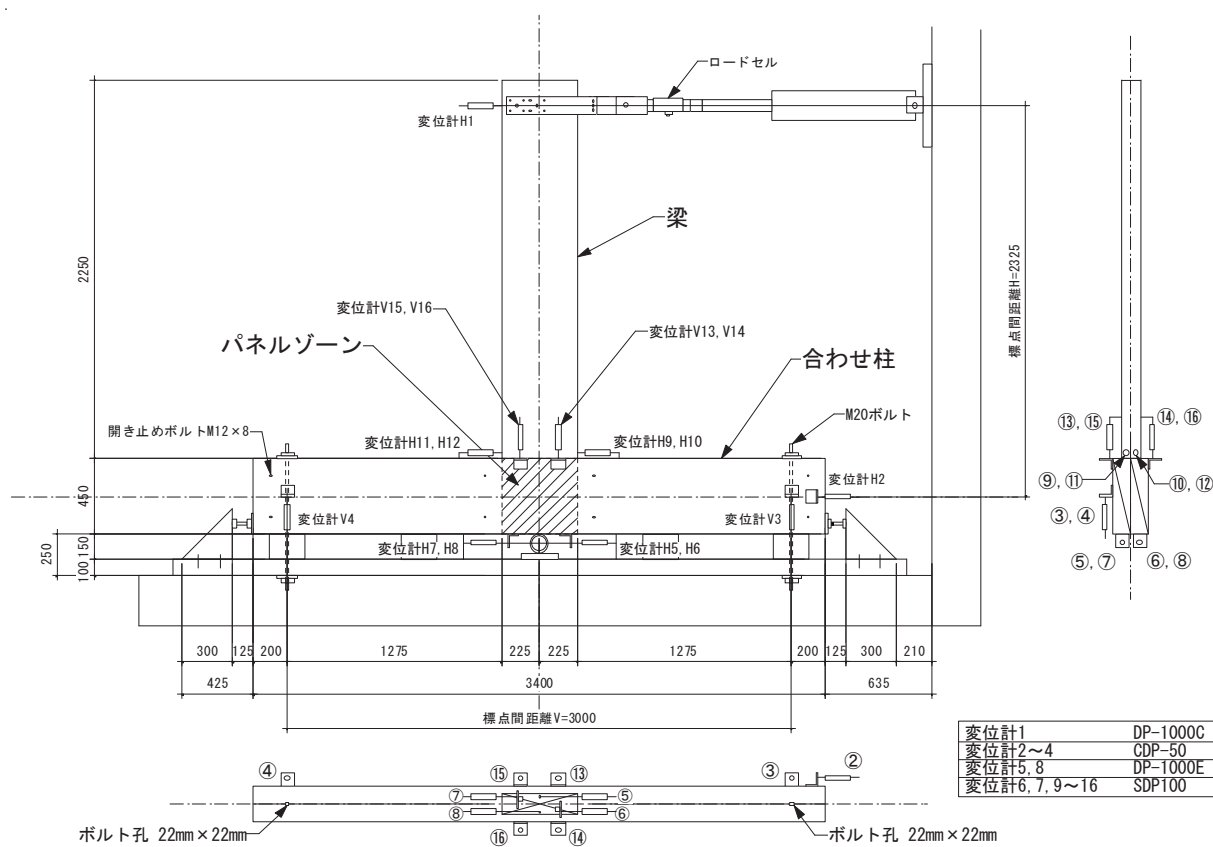 ロードセル
変位計H1
梁
2250
標点間距離H=2325
変位計V15, V16
変位計V13, V14
パネルゾーン
合わせ柱
M20ボルト
開き止めボルトM12×8
変位計H11, H12
変位計H9, H10
変位計H2
450
変位計V4
変位計V3
変位計H7, H8
変位計H5, H6
250
150
100
⑬, ⑮
⑭, ⑯
⑨, ⑪
⑩, ⑫
③, ④
⑤, ⑦
⑥, ⑧
300
125
200
1275
225
225
1275
200
125
300
210
425
3400
635
標点間距離V=3000
変位計1 DP-1000C
変位計2～4 CDP-50
変位計5, 8 DP-1000E
変位計6, 7, 9～16 SDP100
④
⑮
⑬
③
②
⑦
⑤
⑧
⑥
ボルト孔 22mm×22mm
⑯
⑭
ボルト孔 22mm×22mm